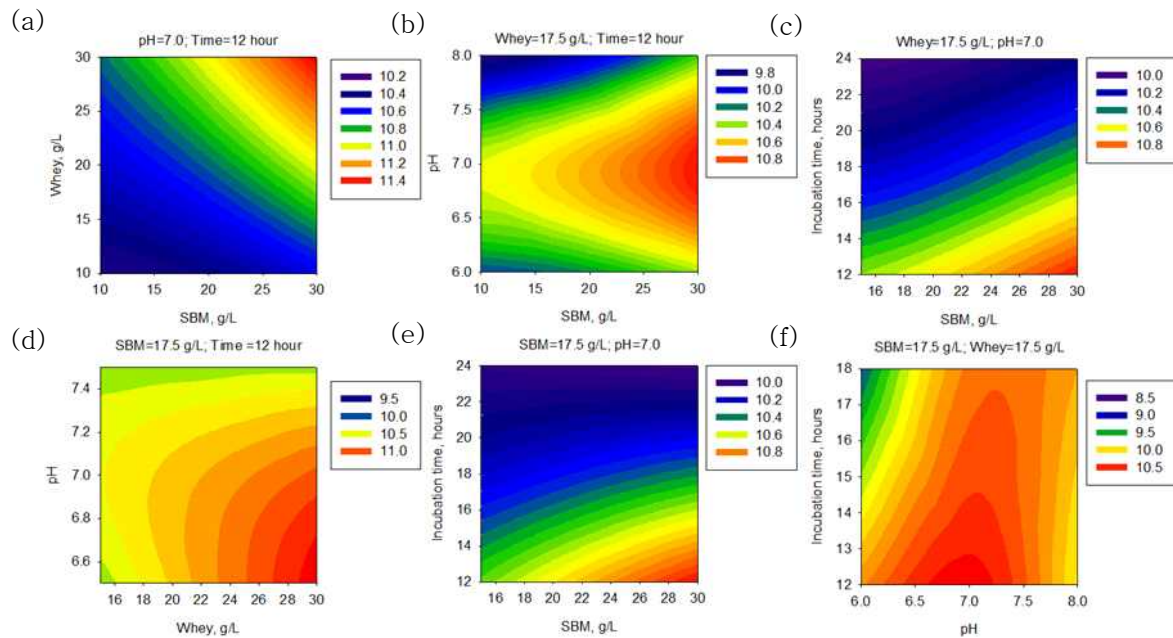 (a)
pH=7.0; Time=12 hour
Whey, g/L
30
25
20
15
10
10 15 20 25 30
SBM, g/L
10.2
10.4
10.6
10.8
11.0
11.2
11.4
(b)
Whey=17.5 g/L; Time=12 hour
pH
8.0
7.5
7.0
6.5
6.0
10 15 20 25 30
SBM, g/L
9.8
10.0
10.2
10.4
10.6
10.8
(c)
Whey=17.5 g/L; pH=7.0
Incubation time, hours
24
22
20
18
16
14
12
16 18 20 22 24 26 28 30
SBM, g/L
10.0
10.2
10.4
10.6
10.8
(d)
SBM=17.5 g/L; Time =12 hour
pH
7.4
7.2
7.0
6.8
6.6
16 18 20 22 24 26 28 30
Whey, g/L
9.5
10.0
10.5
11.0
(e)
SBM=17.5 g/L; pH=7.0
Incubation time, hours
24
22
20
18
16
14
12
16 18 20 22 24 26 28 30
SBM, g/L
10.0
10.2
10.4
10.6
10.8
(f)
SBM=17.5 g/L; Whey=17.5 g/L
Incubation time, hours
18
17
16
15
14
13
12
6.0 6.5 7.0 7.5 8.0
pH
8.5
9.0
9.5
10.0
10.5